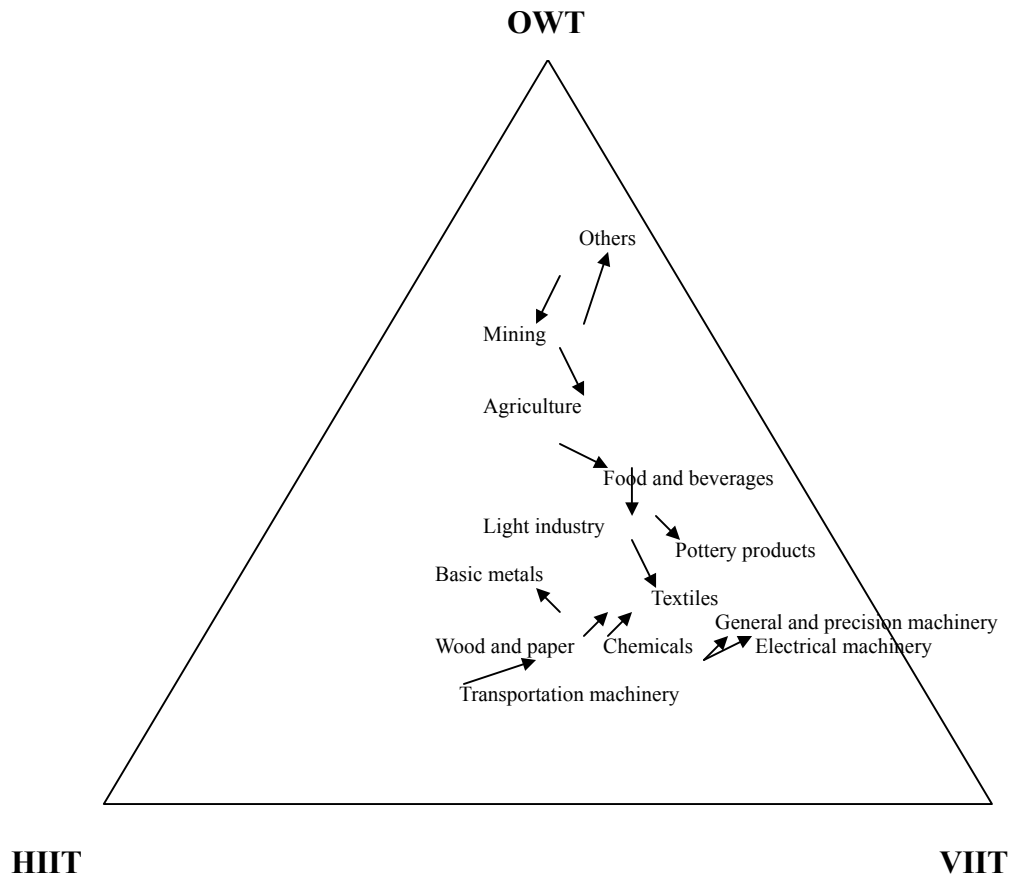 OWT
Others
Mining
Agriculture
Food and beverages
Light industry
Pottery products
Basic metals
Textiles
General and precision machinery
Wood and paper
Chemicals
Electrical machinery
Transportation machinery
HIIT
VIIT